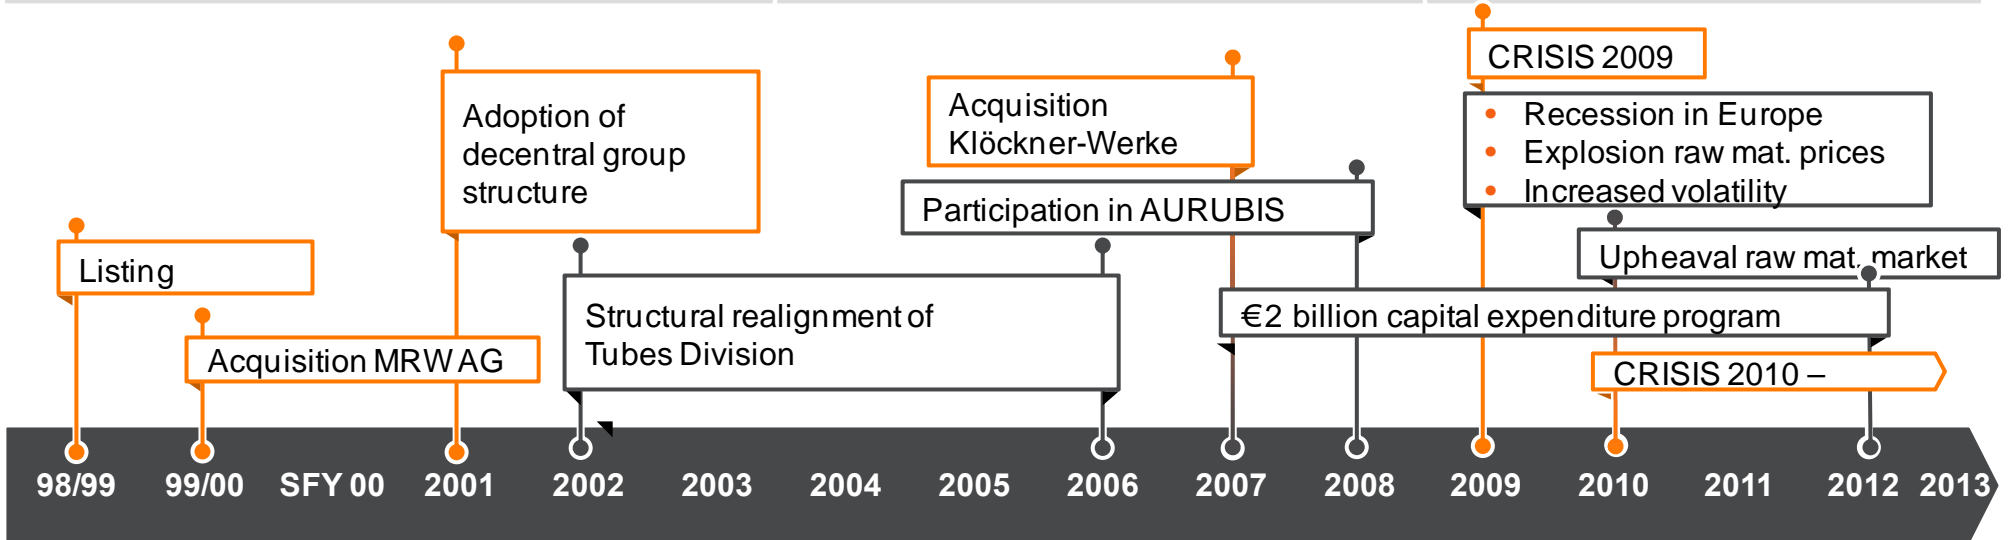 CRISIS 2009
• Recession in Europe
• Explosion raw mat. prices
• Increased volatility
Adoption of
decentral group
structure
Acquisition
Klöckner-Werke
Participation in AURUBIS
Upheaval raw mat. market
Listing
Structural realignment of
Tubes Division
€2 billion capital expenditure program
Acquisition MRW AG
CRISIS 2010 –
98/99 99/00 SFY 00 2001 2002 2003 2004 2005 2006 2007 2008 2009 2010 2011 2012 2013